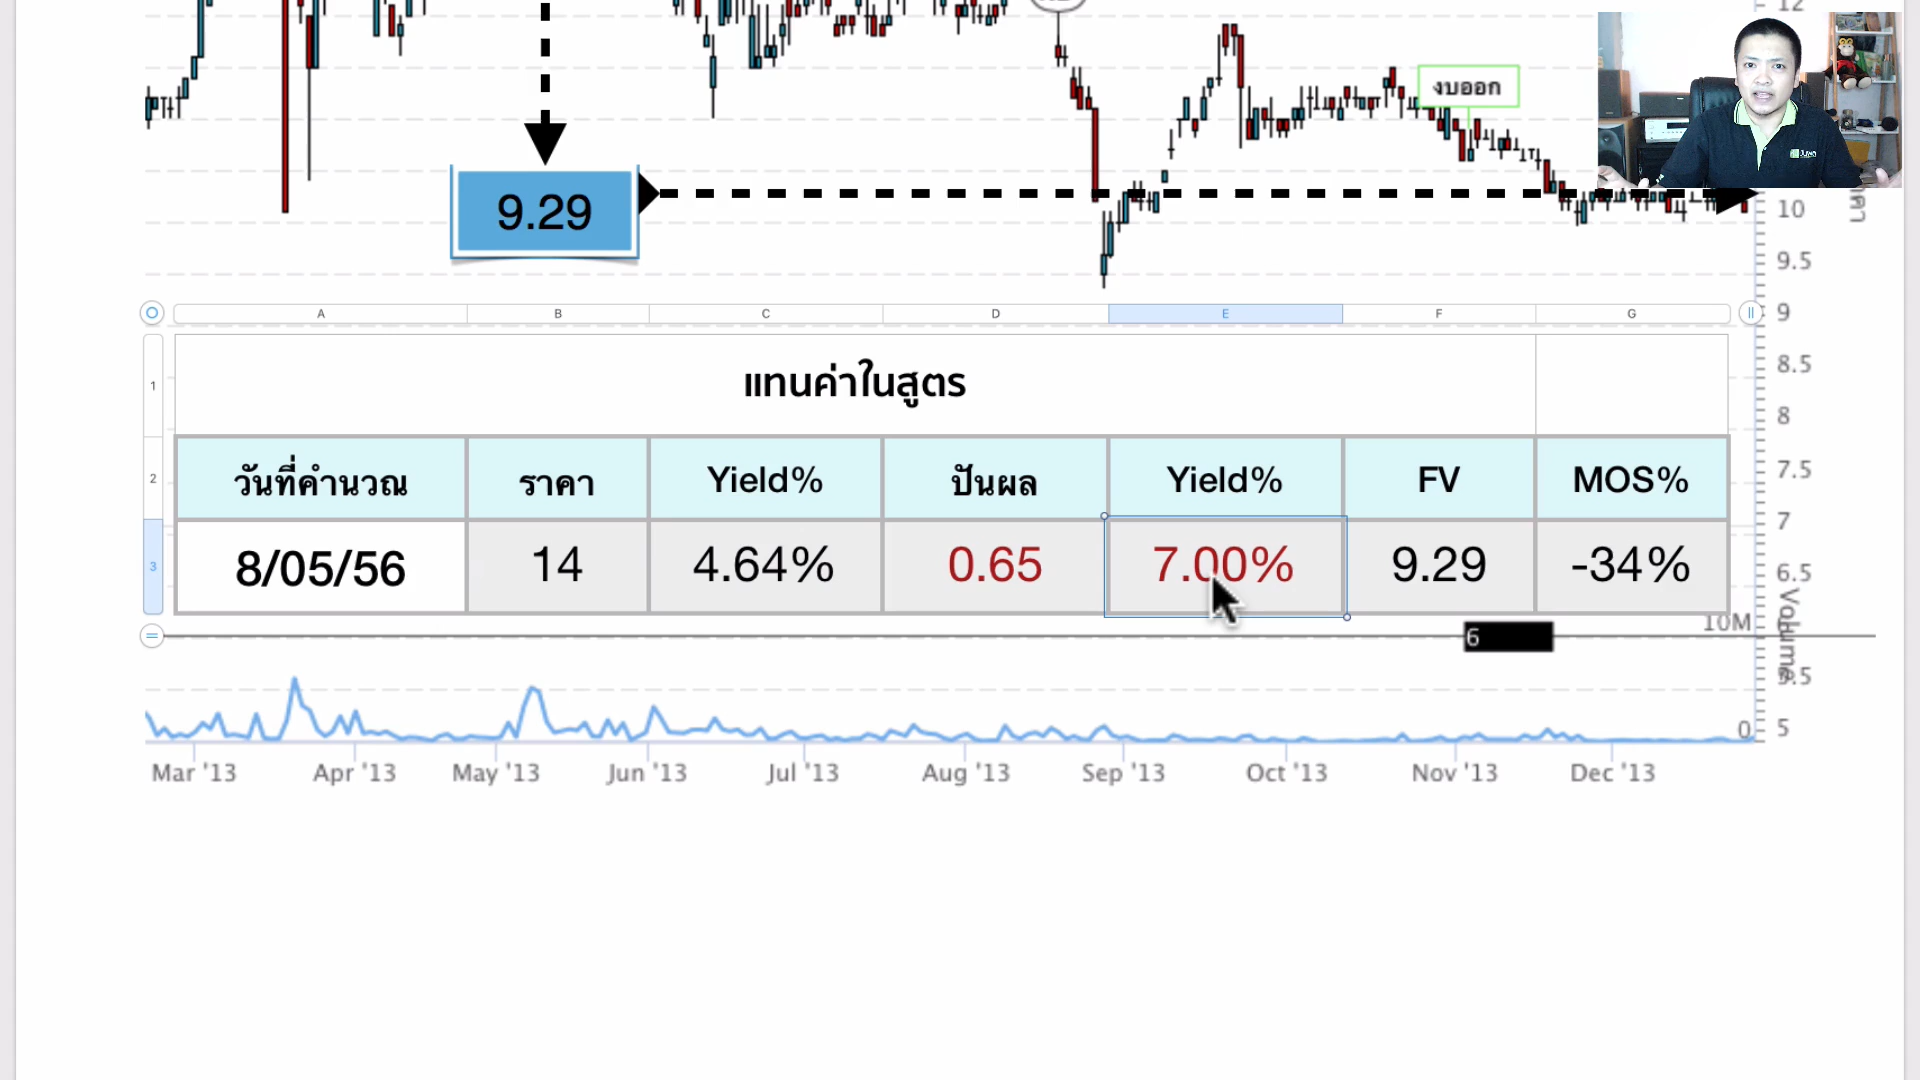 12
งบออก
9.29
10
9.5
A B C D E F G
9
1 แทนค่าในสูตร
8.5
8
2 วันที่คำนวณ ราคา Yield% ปันผล Yield% FV MOS%
7.5
7
3 8/05/56 14 4.64% 0.65 7.00% 9.29 -34%
6.5
10M
6
Volume
0
5
Mar '13 Apr '13 May '13 Jun '13 Jul '13 Aug '13 Sep '13 Oct '13 Nov '13 Dec '13